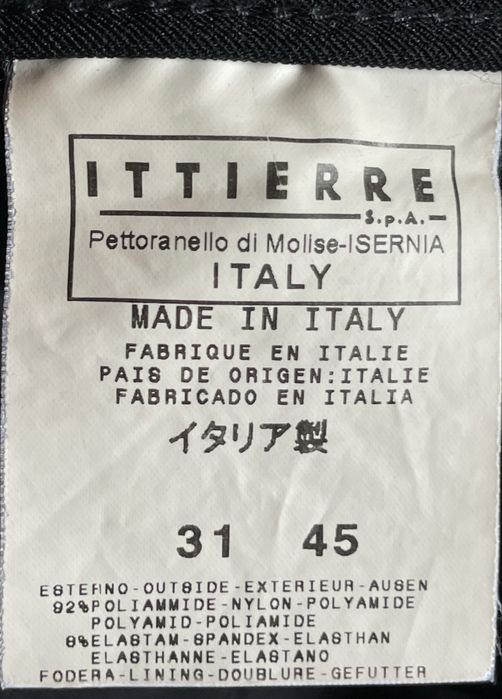 ITTIERRE
S.p.A.
Pettoranello di Molise-ISERNIA
ITALY
MADE IN ITALY
FABRIQUE EN ITALIE
PAIS DE ORIGEN:ITALIE
FABRICADO EN ITALIA
イタリア製
31 45
ESTERNO-OUTSIDE-EXTERIEUR-AUSEN
92%POLIAMMIDE-NYLON-POLYAMIDE
POLYAMID-POLIAMIDE
8%ELASTAM-SPANDEX-ELASTHAN
ELASTHANNE-ELASTANO
FODERA-LINING-DOUBLURE-GEFUTTER